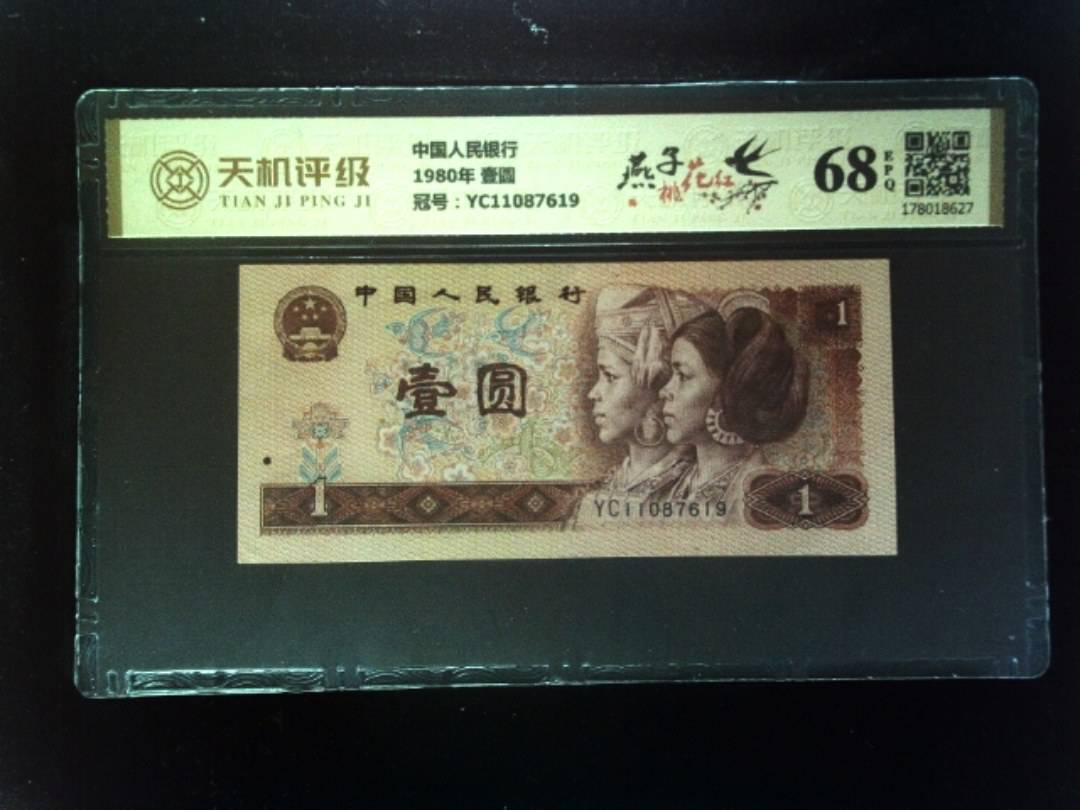 天机评级
TIAN JI PING JI
中国人民银行
1980年 壹圆
冠号：YC11087619
燕子
桃花红
68
EPQ
178018627
中国人民银行
1
壹圆
1
YC11087619
1